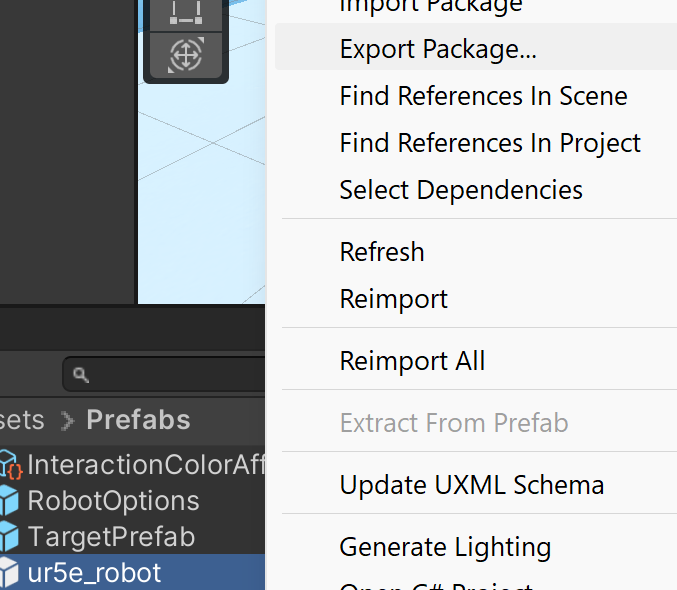 Import Package
Export Package...
Find References In Scene
Find References In Project
Select Dependencies
Refresh
Reimport
Reimport All
Extract From Prefab
Update UXML Schema
Generate Lighting
Open C# Project
sets > Prefabs
InteractionColorAff
RobotOptions
TargetPrefab
ur5e_robot